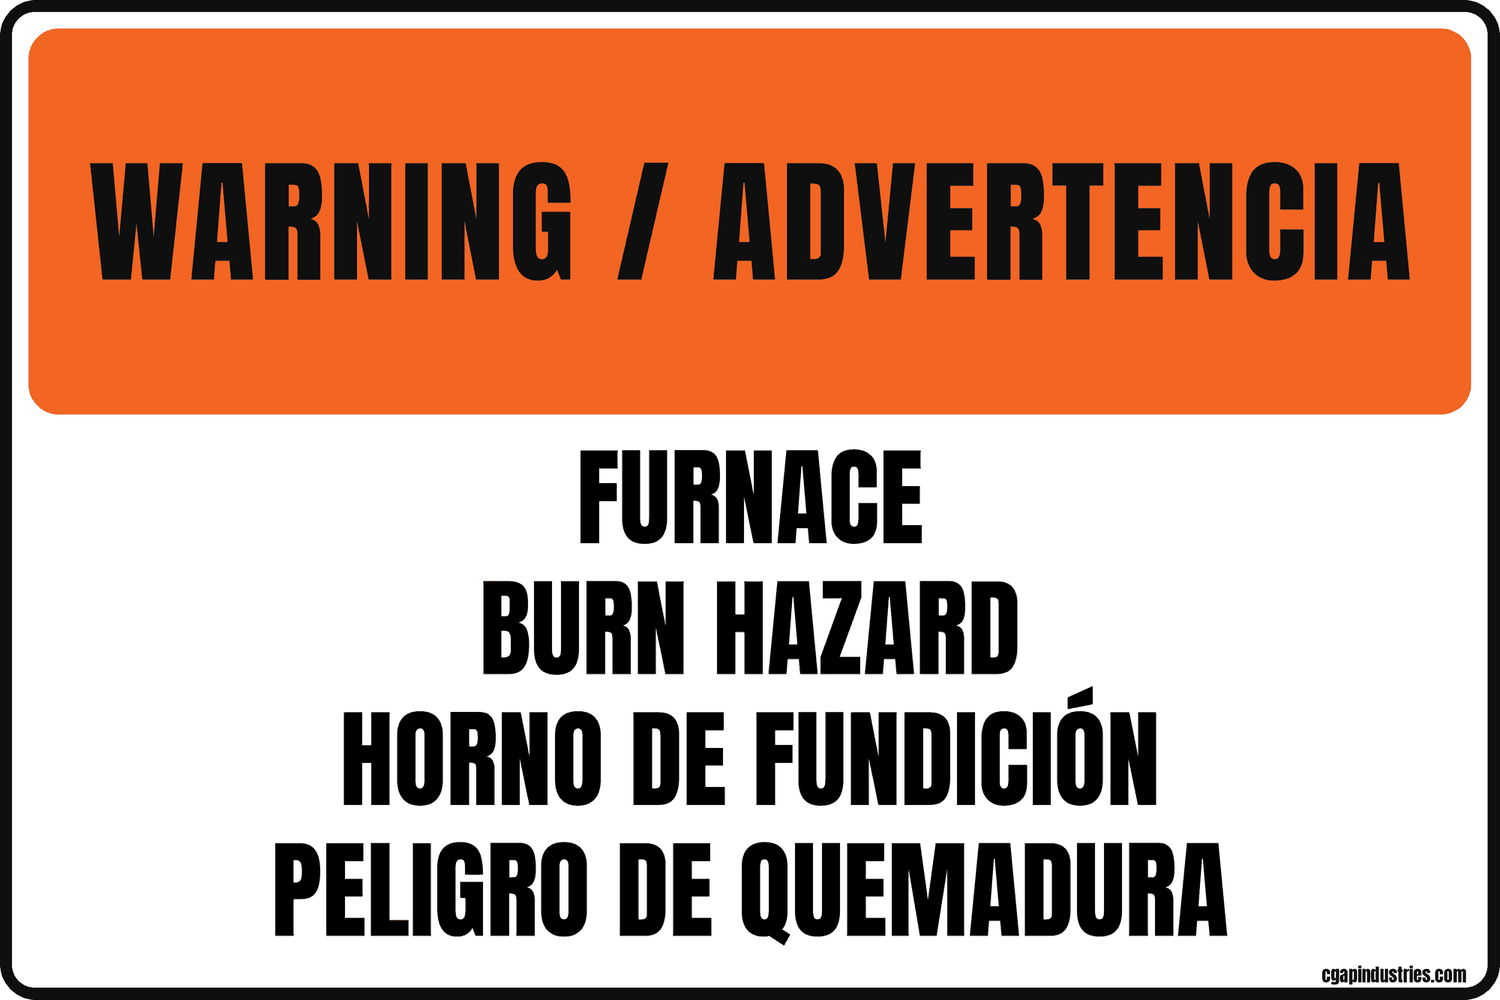 WARNING / ADVERTENCIA
FURNACE
BURN HAZARD
HORNO DE FUNDICIÓN
PELIGRO DE QUEMADURA
cgapindustries.com